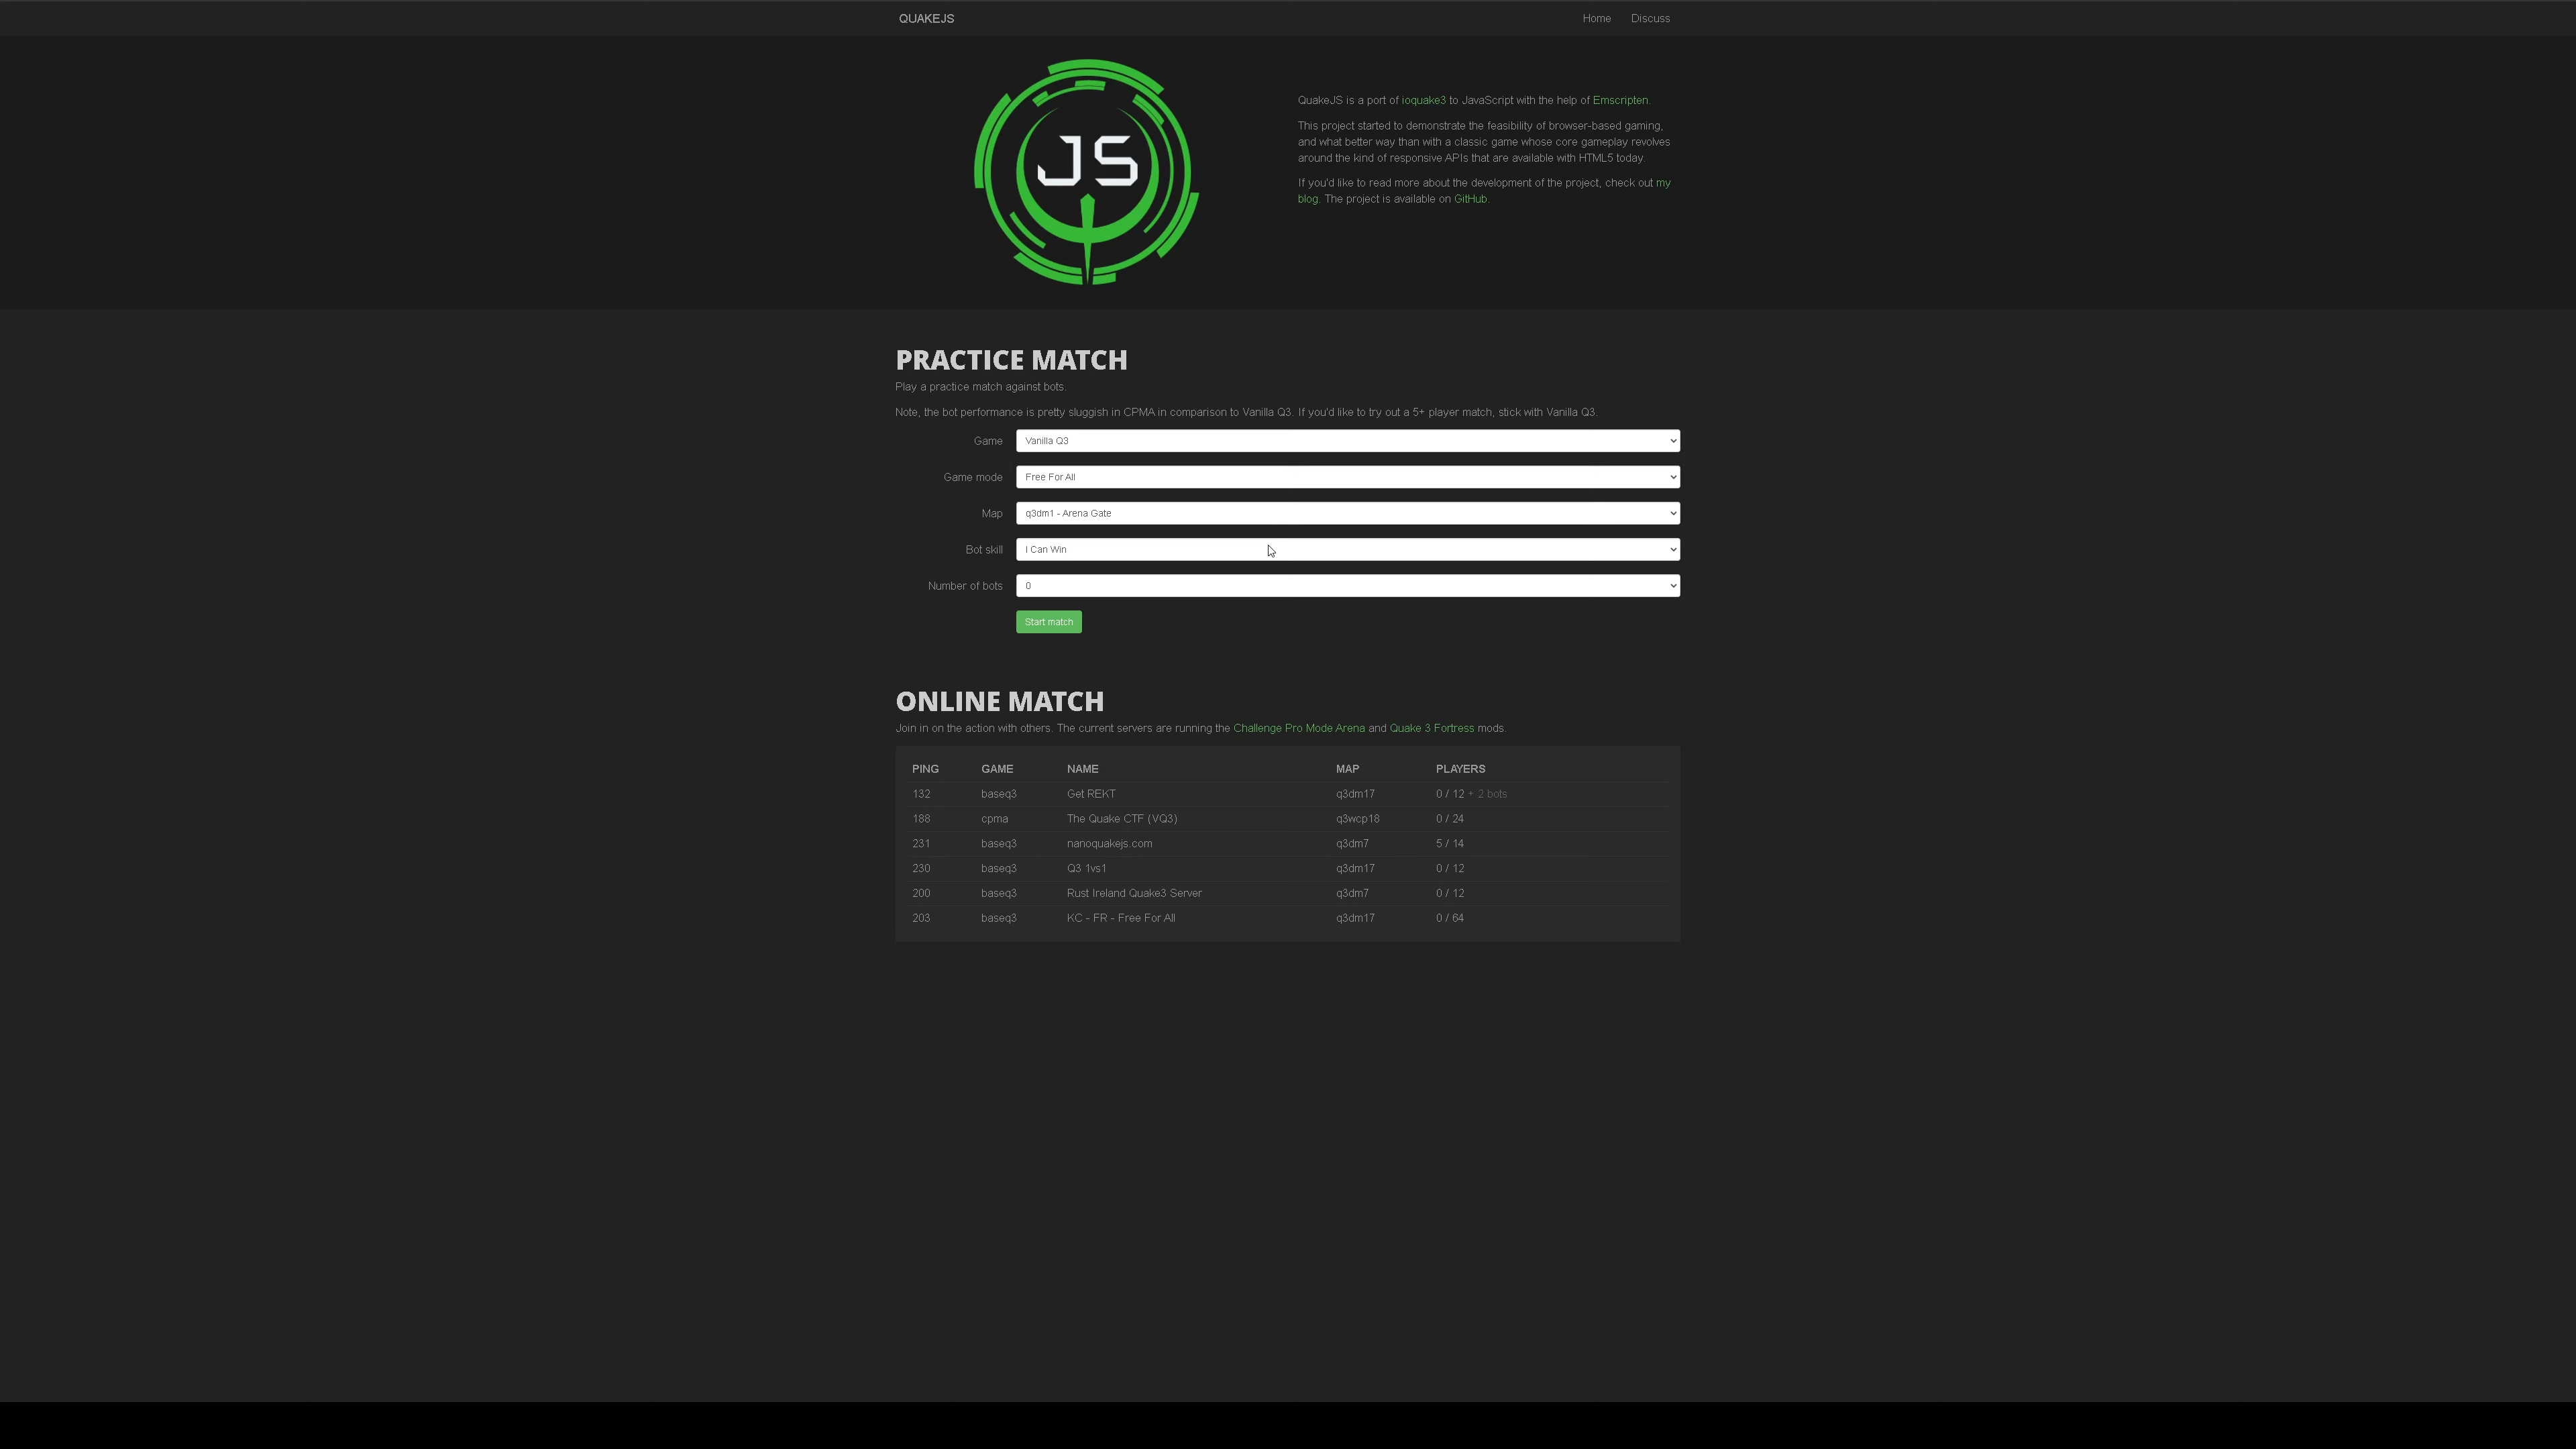 QUAKEJS
Home Discuss
JS
QuakeJS is a port of ioquake3 to JavaScript with the help of Emscripten.
This project started to demonstrate the feasibility of browser-based gaming,
and what better way than with a classic game whose core gameplay revolves
around the kind of responsive APIs that are available with HTML5 today.
If you'd like to read more about the development of the project, check out my
blog. The project is available on GitHub.
PRACTICE MATCH
Play a practice match against bots.
Note, the bot performance is pretty sluggish in CPMA in comparison to Vanilla Q3. If you'd like to try out a 5+ player match, stick with Vanilla Q3.
Game Vanilla Q3
Game mode Free For All
Map q3dm1 - Arena Gate
Bot skill I Can Win
Number of bots 0
Start match
ONLINE MATCH
Join in on the action with others. The current servers are running the Challenge Pro Mode Arena and Quake 3 Fortress mods.
PING GAME NAME MAP PLAYERS
132 baseq3 Get REKT q3dm17 0 / 12 + 2 bots
188 cpma The Quake CTF (VQ3) q3wcp18 0 / 24
231 baseq3 nanoquakejs.com q3dm7 5 / 14
230 baseq3 Q3 1vs1 q3dm17 0 / 12
200 baseq3 Rust Ireland Quake3 Server q3dm7 0 / 12
203 baseq3 KC - FR - Free For All q3dm17 0 / 64